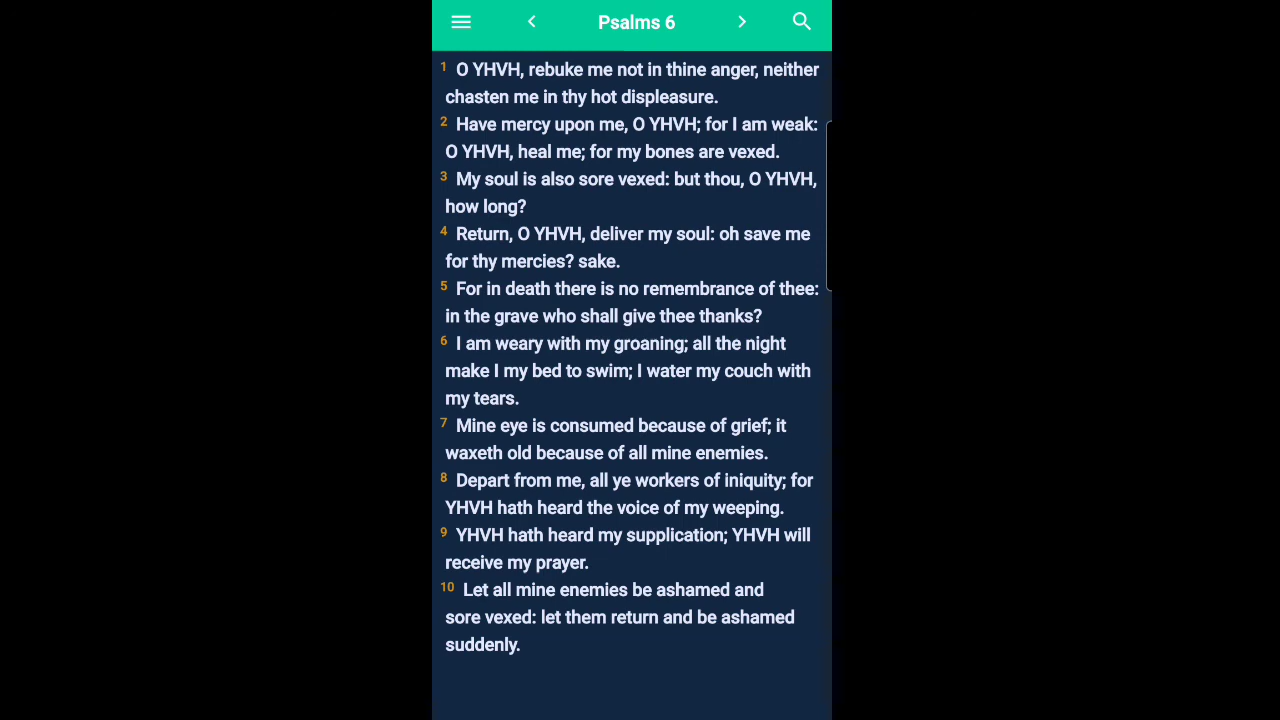 Psalms 6
1 O YHVH, rebuke me not in thine anger, neither
chasten me in thy hot displeasure.
2 Have mercy upon me, O YHVH; for I am weak:
O YHVH, heal me; for my bones are vexed.
3 My soul is also sore vexed: but thou, O YHVH,
how long?
4 Return, O YHVH, deliver my soul: oh save me
for thy mercies? sake.
5 For in death there is no remembrance of thee:
in the grave who shall give thee thanks?
6 I am weary with my groaning; all the night
make I my bed to swim; I water my couch with
my tears.
7 Mine eye is consumed because of grief; it
waxeth old because of all mine enemies.
8 Depart from me, all ye workers of iniquity; for
YHVH hath heard the voice of my weeping.
9 YHVH hath heard my supplication; YHVH will
receive my prayer.
10 Let all mine enemies be ashamed and
sore vexed: let them return and be ashamed
suddenly.